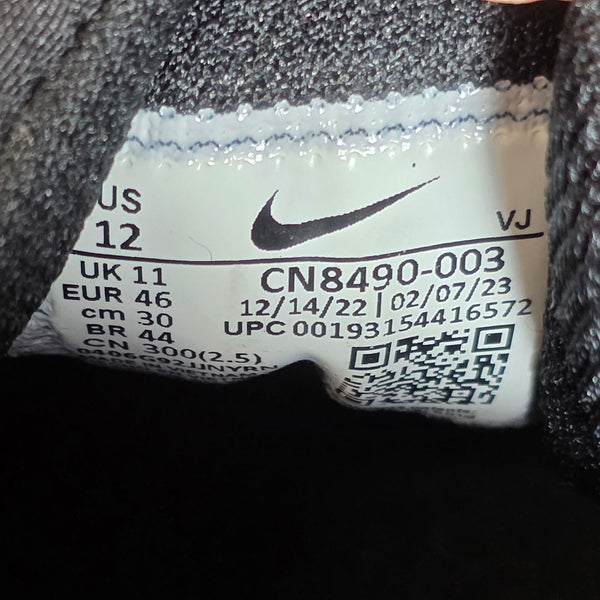 US
12
VJ
UK 11
EUR 46
cm 30
BR 44
CN 300(2.5)
CN8490-003
12/14/22 | 02/07/23
UPC 00193154416572